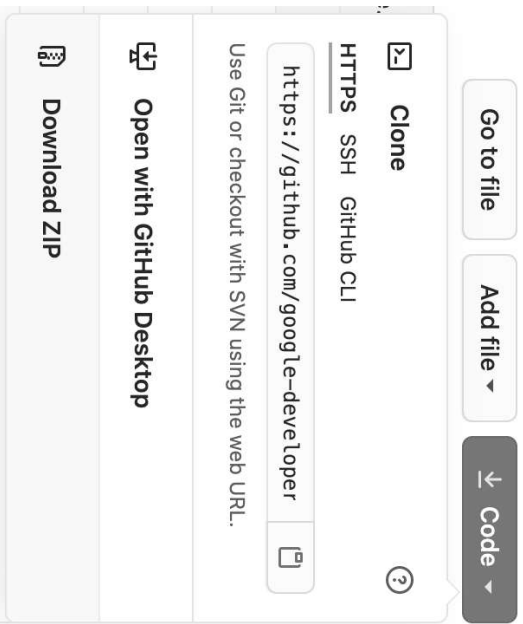 Go to file Add file Code
Clone
HTTPS SSH GitHub CLI
https://github.com/google-developer
Use Git or checkout with SVN using the web URL.
Open with GitHub Desktop
Download ZIP